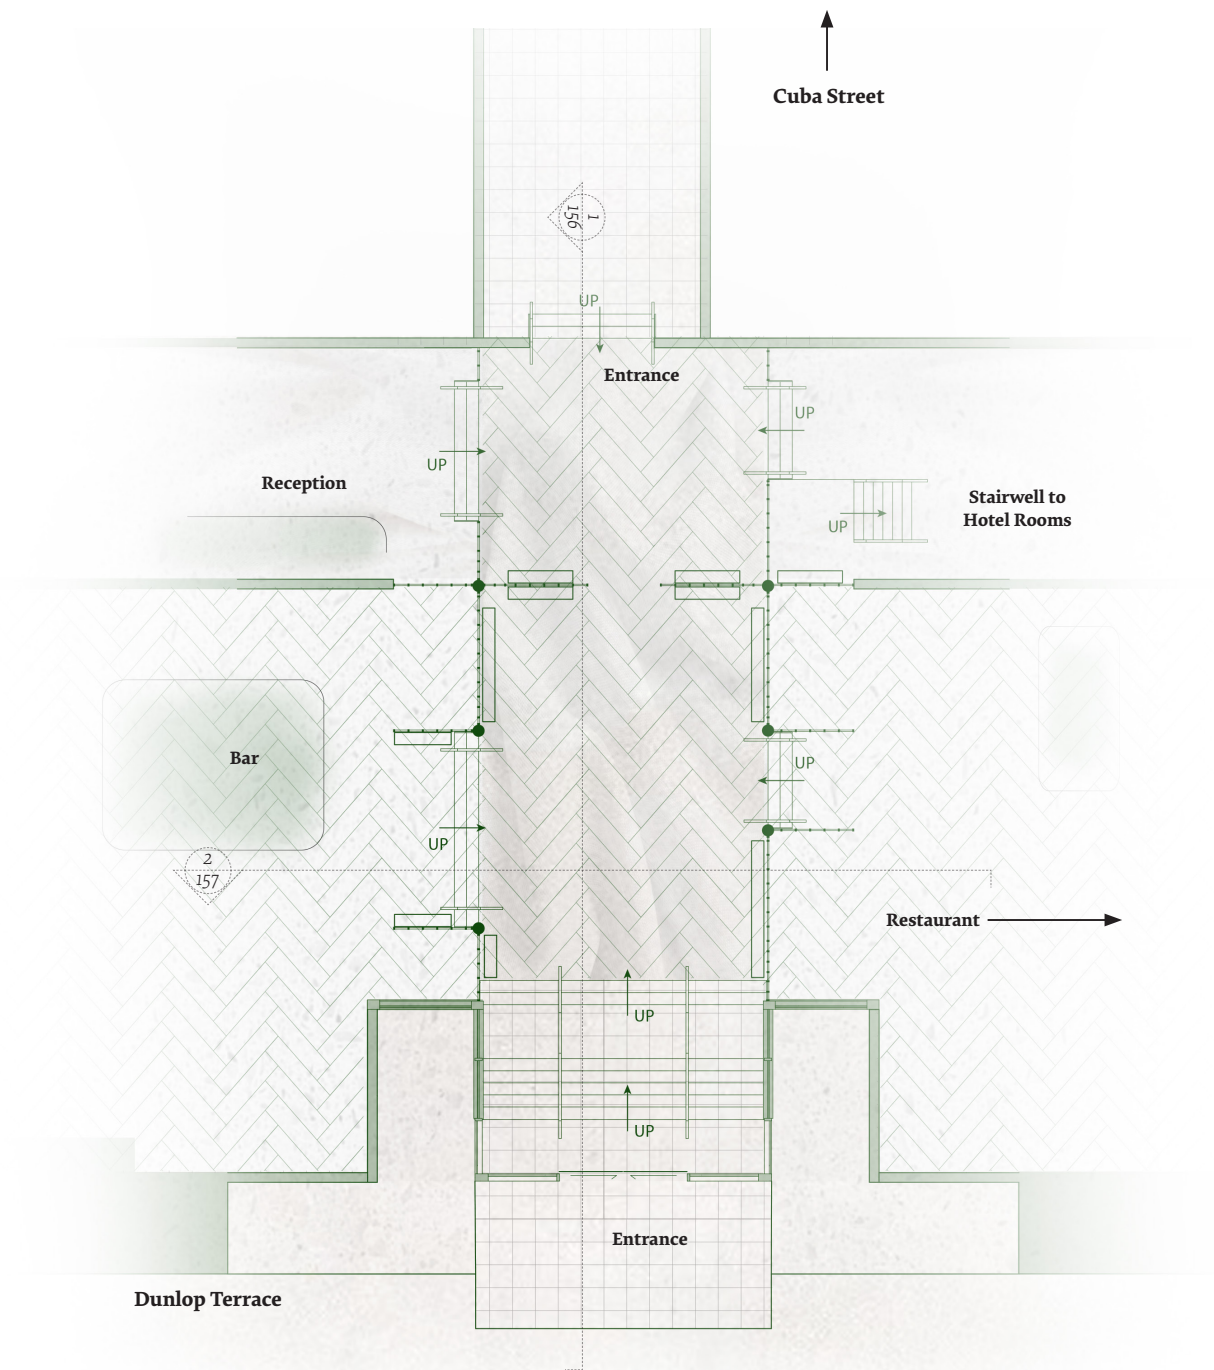 Cuba Street
1
156
UP
Entrance
UP
UP
Reception
Stairwell to
Hotel Rooms
UP
Bar
UP
UP
2
157
Restaurant
UP
UP
Entrance
Dunlop Terrace